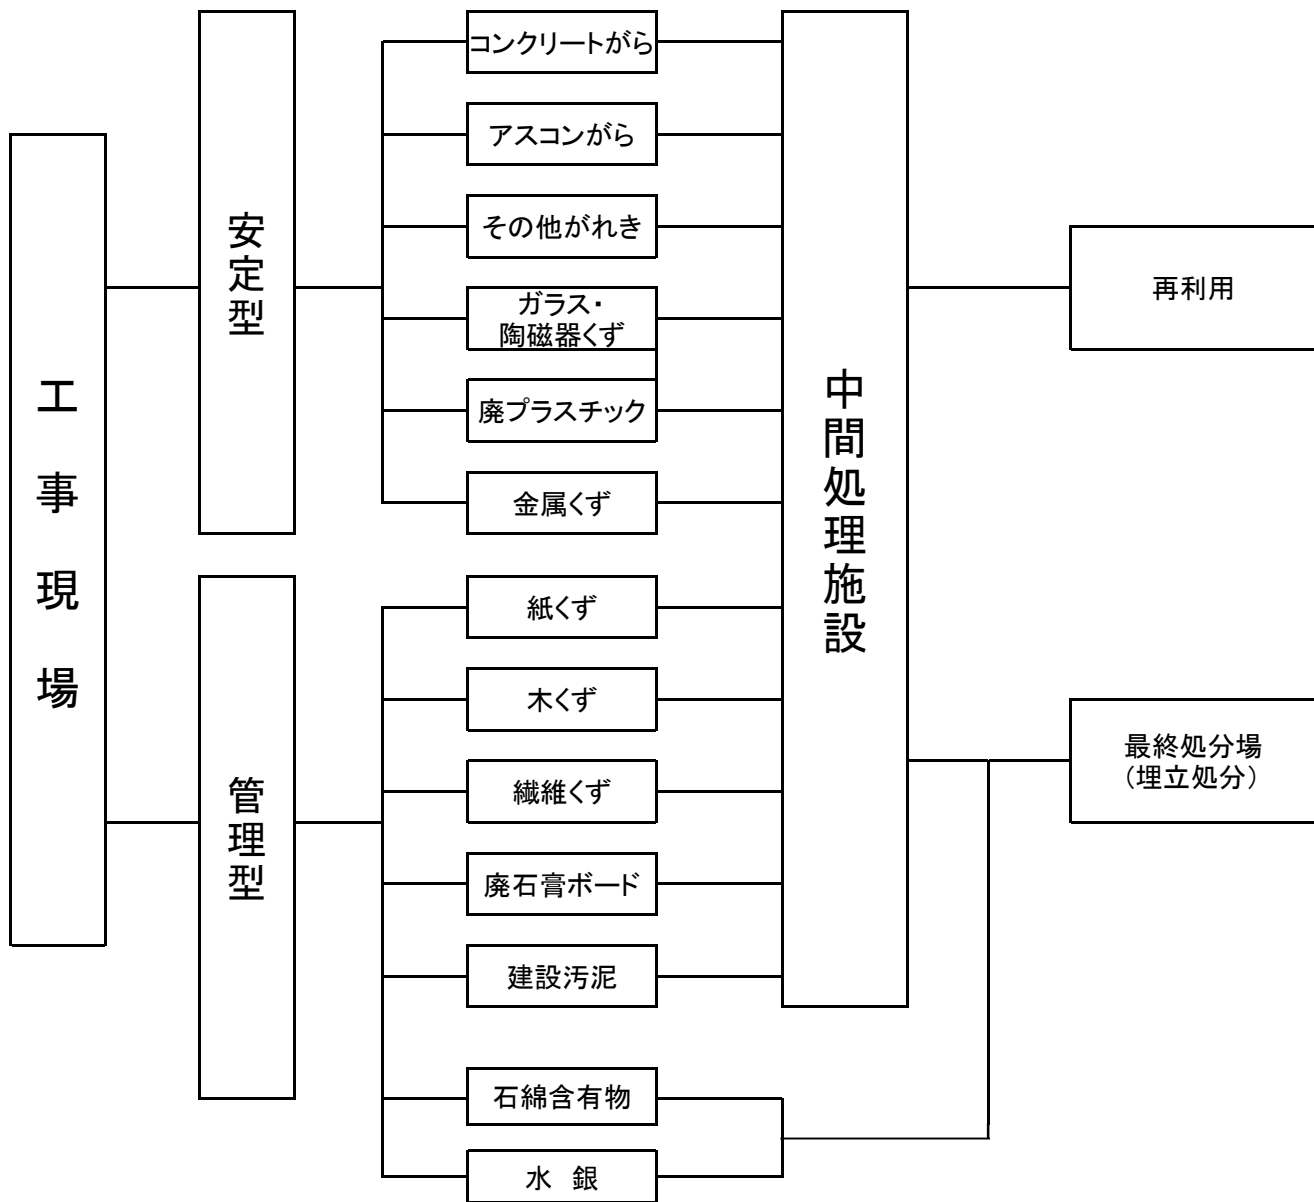 工事現場
安定型
管理型
コンクリートがら
アスコンがら
その他がれき
ガラス・
陶磁器くず
廃プラスチック
金属くず
紙くず
木くず
繊維くず
廃石膏ボード
建設汚泥
石綿含有物
水　銀
中間処理施設
再利用
最終処分場
（埋立処分）